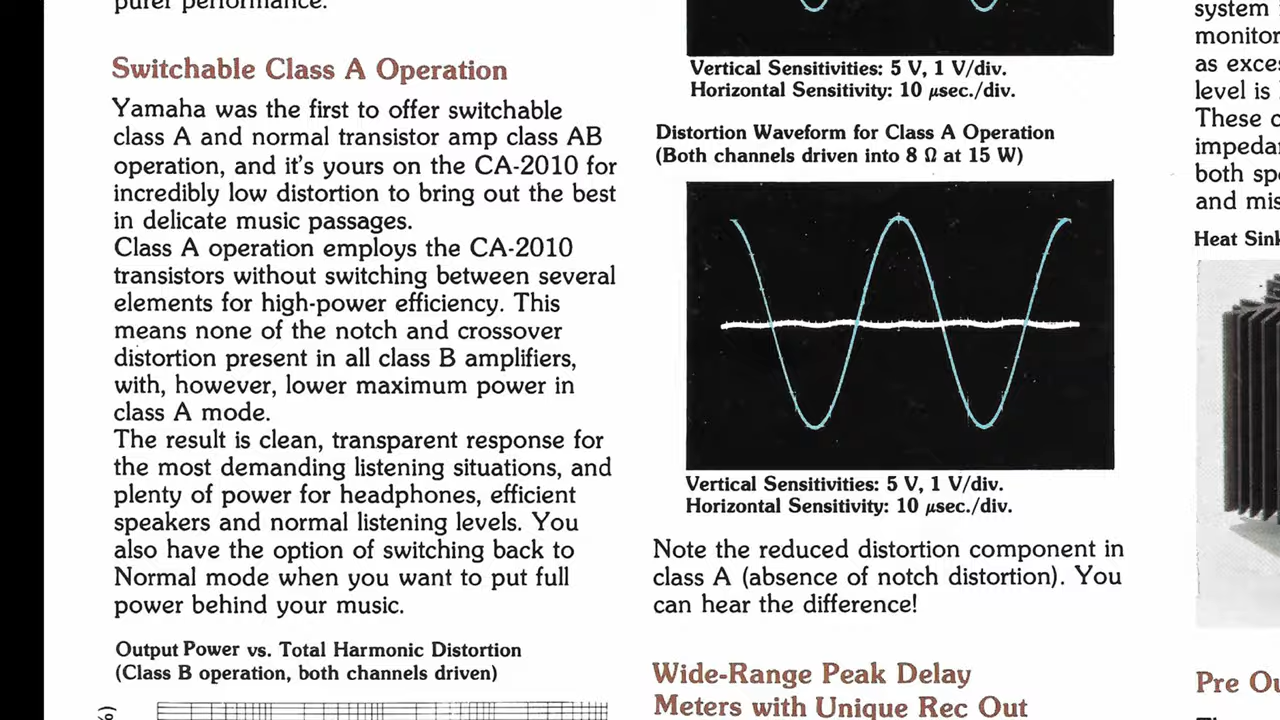 purer performance.
Switchable Class A Operation
Yamaha was the first to offer switchable
class A and normal transistor amp class AB
operation, and it's yours on the CA-2010 for
incredibly low distortion to bring out the best
in delicate music passages.
Class A operation employs the CA-2010
transistors without switching between several
elements for high-power efficiency. This
means none of the notch and crossover
distortion present in all class B amplifiers,
with, however, lower maximum power in
class A mode.
The result is clean, transparent response for
the most demanding listening situations, and
plenty of power for headphones, efficient
speakers and normal listening levels. You
also have the option of switching back to
Normal mode when you want to put full
power behind your music.
Output Power vs. Total Harmonic Distortion
(Class B operation, both channels driven)
Vertical Sensitivities: 5 V, 1 V/div.
Horizontal Sensitivity: 10 μsec./div.
Distortion Waveform for Class A Operation
(Both channels driven into 8 Ω at 15 W)
Vertical Sensitivities: 5 V, 1 V/div.
Horizontal Sensitivity: 10 μsec./div.
Note the reduced distortion component in
class A (absence of notch distortion). You
can hear the difference!
Wide-Range Peak Delay
Meters with Unique Rec Out
system
monitor
as exces
level is
These c
impedan
both spe
and mis
Heat Sink
Pre Ou